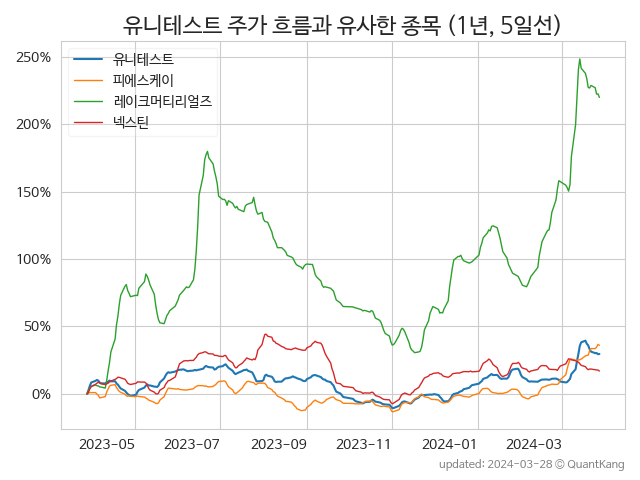 유니테스트 주가 흐름과 유사한 종목 (1년, 5일선)
유니테스트
피에스케이
레이크머티리얼즈
넥스틴
250%
200%
150%
100%
50%
0%
2023-05 2023-07 2023-09 2023-11 2024-01 2024-03
updated: 2024-03-28 © QuantKang